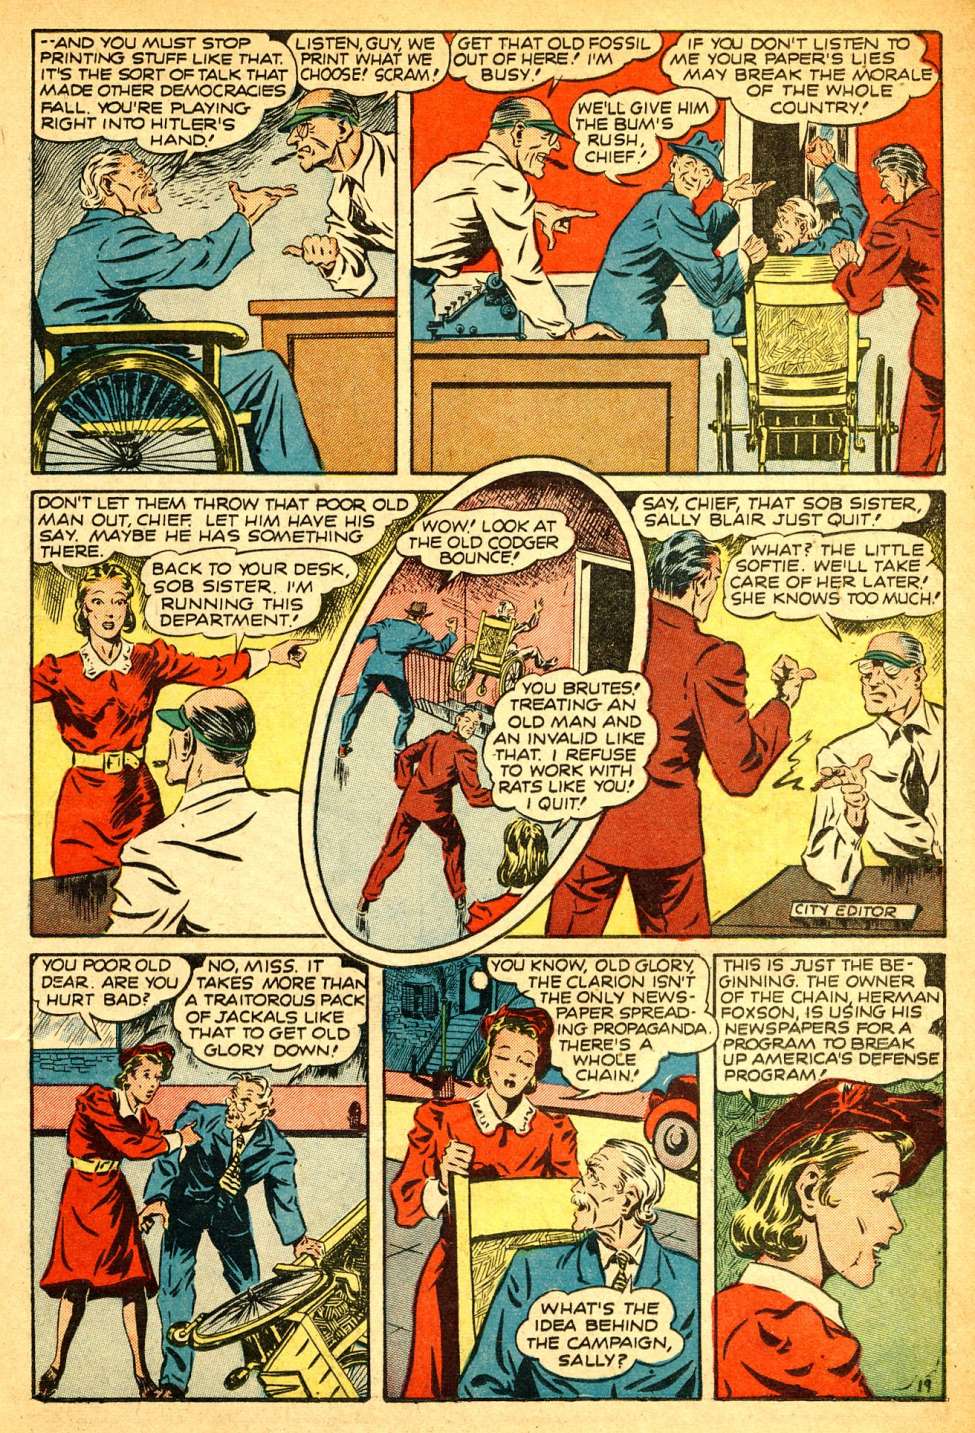 --AND YOU MUST STOP
PRINTING STUFF LIKE THAT.
IT'S THE SORT OF TALK THAT
MADE OTHER DEMOCRACIES
FALL. YOU'RE PLAYING
RIGHT INTO HITLER'S
HAND!
LISTEN, GUY, WE
PRINT WHAT WE
CHOOSE! SCRAM!
GET THAT OLD FOSSIL
OUT OF HERE! I'M
BUSY!
WE'LL GIVE HIM
THE BUM'S
RUSH,
CHIEF!
IF YOU DON'T LISTEN TO
ME YOUR PAPER'S LIES
MAY BREAK THE MORALE
OF THE WHOLE
COUNTRY!
DON'T LET THEM THROW THAT POOR OLD
MAN OUT, CHIEF. LET HIM HAVE HIS
SAY. MAYBE HE HAS SOMETHING
THERE.
BACK TO YOUR DESK,
SOB SISTER. I'M
RUNNING THIS
DEPARTMENT!
WOW! LOOK AT
THE OLD CODGER
BOUNCE!
YOU BRUTES!
TREATING AN
OLD MAN AND
AN INVALID LIKE
THAT. I REFUSE
TO WORK WITH
RATS LIKE YOU!
I QUIT!
SAY, CHIEF, THAT SOB SISTER,
SALLY BLAIR JUST QUIT!
WHAT? THE LITTLE
SOFTIE. WE'LL TAKE
CARE OF HER LATER!
SHE KNOWS TOO MUCH!
CITY EDITOR
YOU POOR OLD
DEAR. ARE YOU
HURT BAD?
NO, MISS. IT
TAKES MORE THAN
A TRAITOROUS PACK
OF JACKALS LIKE
THAT TO GET OLD
GLORY DOWN!
YOU KNOW, OLD GLORY,
THE CLARION ISN'T
THE ONLY NEWS-
PAPER SPREAD-
ING PROPAGANDA.
THERE'S A
WHOLE
CHAIN!
WHAT'S THE
IDEA BEHIND
THE CAMPAIGN,
SALLY?
THIS IS JUST THE BE-
GINNING. THE OWNER
OF THE CHAIN, HERMAN
FOXSON, IS USING HIS
NEWSPAPERS FOR A
PROGRAM TO BREAK
UP AMERICA'S DEFENSE
PROGRAM!
19